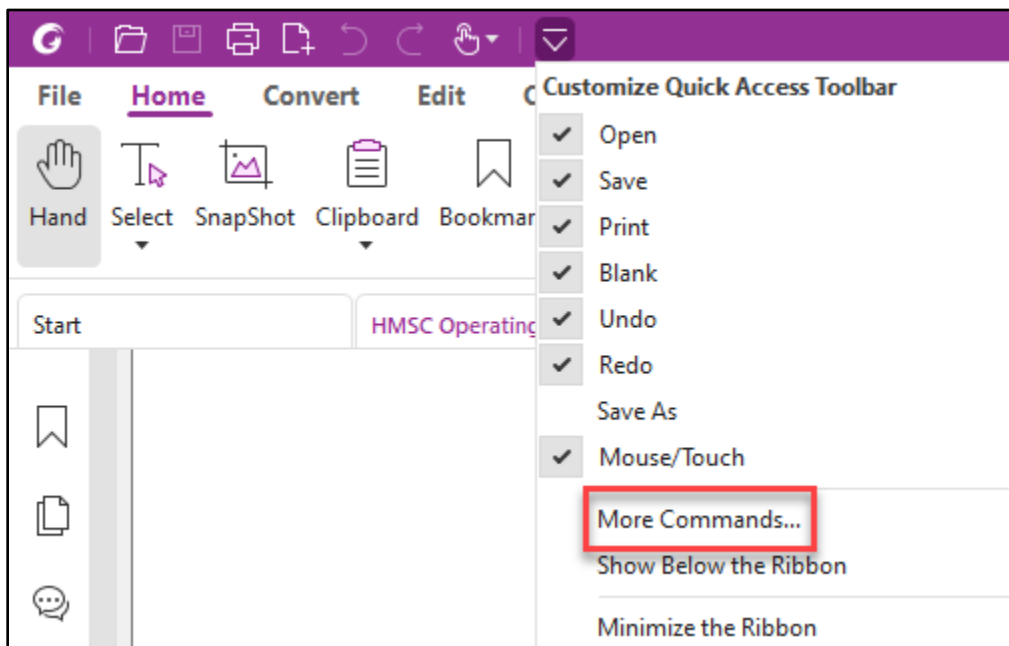 File Home Convert Edit
Customize Quick Access Toolbar
Open
Save
Print
Blank
Undo
Redo
Save As
Mouse/Touch
More Commands...
Show Below the Ribbon
Minimize the Ribbon
Hand Select SnapShot Clipboard Bookmar
Start HMSC Operating